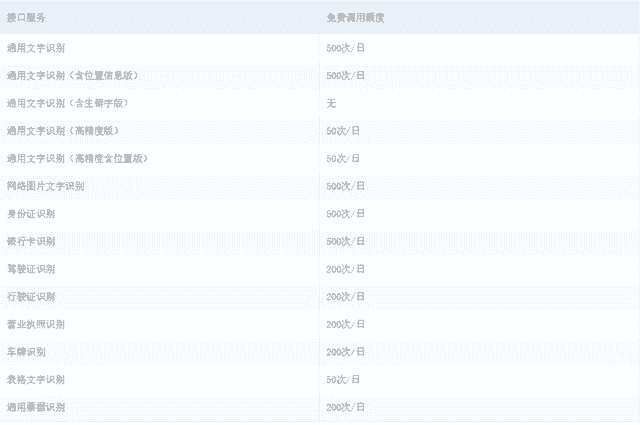 接口服务 免费调用额度
通用文字识别 500次/日
通用文字识别（含位置信息版） 500次/日
通用文字识别（含生僻字版） 无
通用文字识别（高精度版） 50次/日
通用文字识别（高精度含位置版） 50次/日
网络图片文字识别 500次/日
身份证识别 500次/日
银行卡识别 500次/日
驾驶证识别 200次/日
行驶证识别 200次/日
营业执照识别 200次/日
车牌识别 200次/日
表格文字识别 50次/日
通用票据识别 200次/日